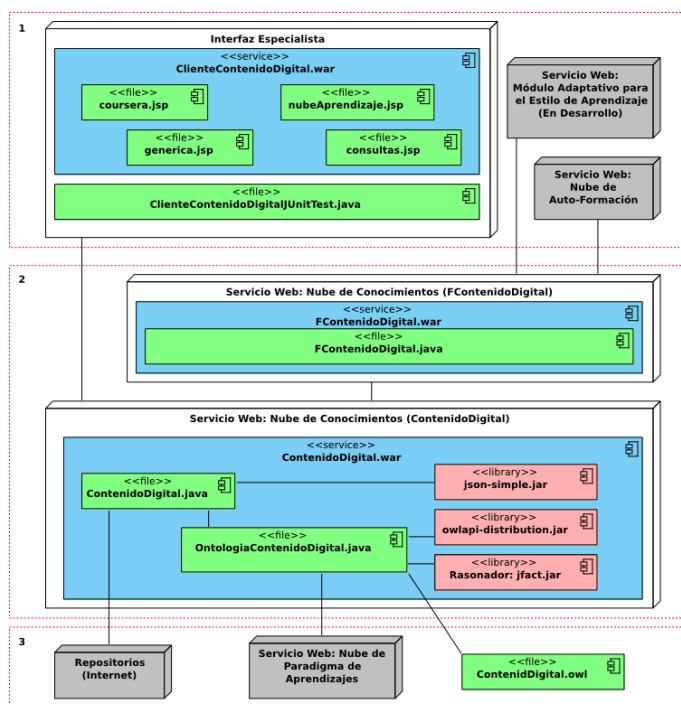 1
Interfaz Especialista
<<service>>
ClienteContenidoDigital.war
<<file>>
coursera.jsp
<<file>>
nubeAprendizaje.jsp
<<file>>
generica.jsp
<<file>>
consultas.jsp
<<file>>
ClienteContenidoDigitalJUnitTest.java
Servicio Web:
Módulo Adaptativo para
el Estilo de Aprendizaje
(En Desarrollo)
Servicio Web:
Nube de
Auto-Formación
2
Servicio Web: Nube de Conocimientos (FContenidoDigital)
<<service>>
FContenidoDigital.war
<<file>>
FContenidoDigital.java
Servicio Web: Nube de Conocimientos (ContenidoDigital)
<<service>>
ContenidoDigital.war
<<file>>
ContenidoDigital.java
<<library>>
json-simple.jar
<<file>>
OntologiaContenidoDigital.java
<<library>>
owlapi-distribution.jar
<<library>>
Rasonador: jfact.jar
3
Repositorios
(Internet)
Servicio Web: Nube de
Paradigma de
Aprendizajes
<<file>>
ContenidDigital.owl